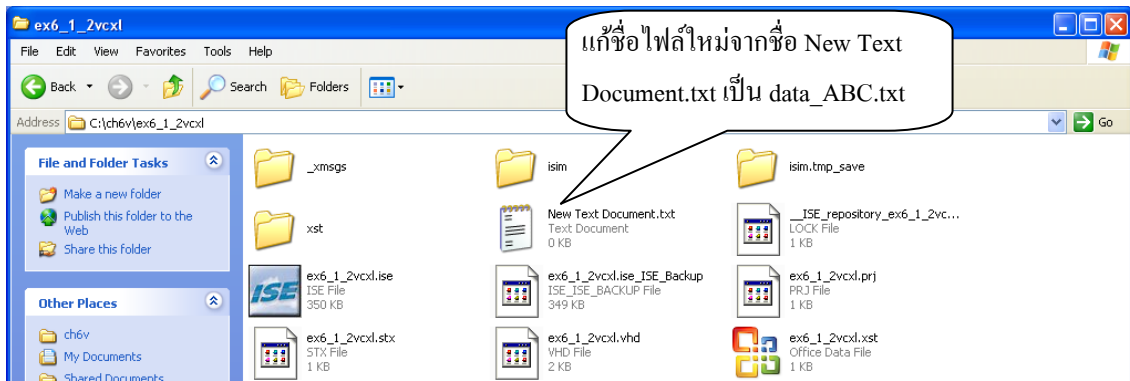 ex6_1_2vcxl
File Edit View Favorites Tools Help
แก้ชื่อไฟล์ใหม่จากชื่อ New Text
Document.txt เป็น data_ABC.txt
Back Search Folders
Address C:\ch6v\ex6_1_2vcxl Go
File and Folder Tasks
Make a new folder
Publish this folder to the
Web
Share this folder
Other Places
ch6v
My Documents
Shared Documents
_xmsgs
isim
isim.tmp_save
xst
New Text Document.txt
Text Document
0 KB
__ISE_repository_ex6_1_2vc...
LOCK File
1 KB
ISE
ex6_1_2vcxl.ise
ISE File
350 KB
ex6_1_2vcxl.ise_ISE_Backup
ISE_ISE_BACKUP File
349 KB
ex6_1_2vcxl.prj
PRJ File
1 KB
ex6_1_2vcxl.stx
STX File
1 KB
ex6_1_2vcxl.vhd
VHD File
2 KB
ex6_1_2vcxl.xst
Office Data File
1 KB